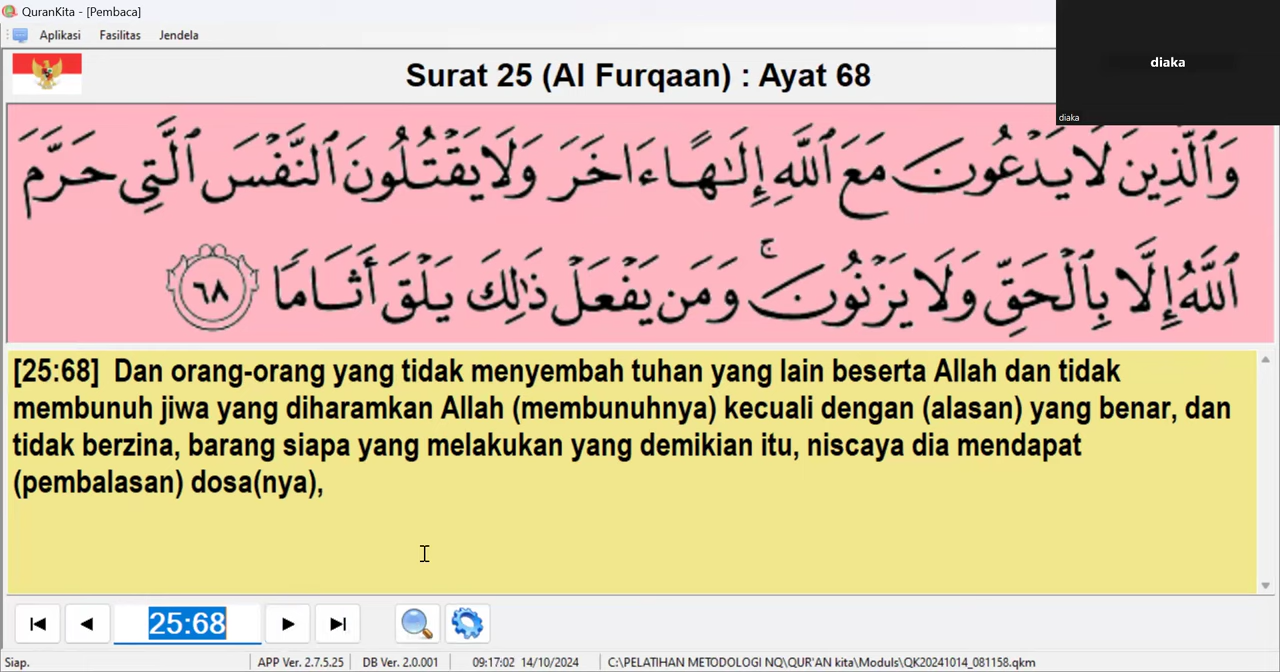 QuranKita - [Pembaca]
Aplikasi Fasilitas Jendela
diaka
diaka
Surat 25 (Al Furqaan) : Ayat 68
وَٱلَّذِينَ لَا يَدْعُونَ مَعَ ٱللَّهِ إِلَـٰهًا ءَاخَرَ وَلَا يَقْتُلُونَ ٱلنَّفْسَ ٱلَّتِى حَرَّمَ
ٱللَّهُ إِلَّا بِٱلْحَقِّ وَلَا يَزْنُونَ ۚ وَمَن يَفْعَلْ ذَٰلِكَ يَلْقَ أَثَامًا ٦٨
[25:68] Dan orang-orang yang tidak menyembah tuhan yang lain beserta Allah dan tidak
membunuh jiwa yang diharamkan Allah (membunuhnya) kecuali dengan (alasan) yang benar, dan
tidak berzina, barang siapa yang melakukan yang demikian itu, niscaya dia mendapat
(pembalasan) dosa(nya),
25:68
Siap. APP Ver. 2.7.5.25 DB Ver. 2.0.001 09:17:02 14/10/2024 C:\PELATIHAN METODOLOGI NQ\QUR'AN kita\Moduls\QK20241014_081158.qkm